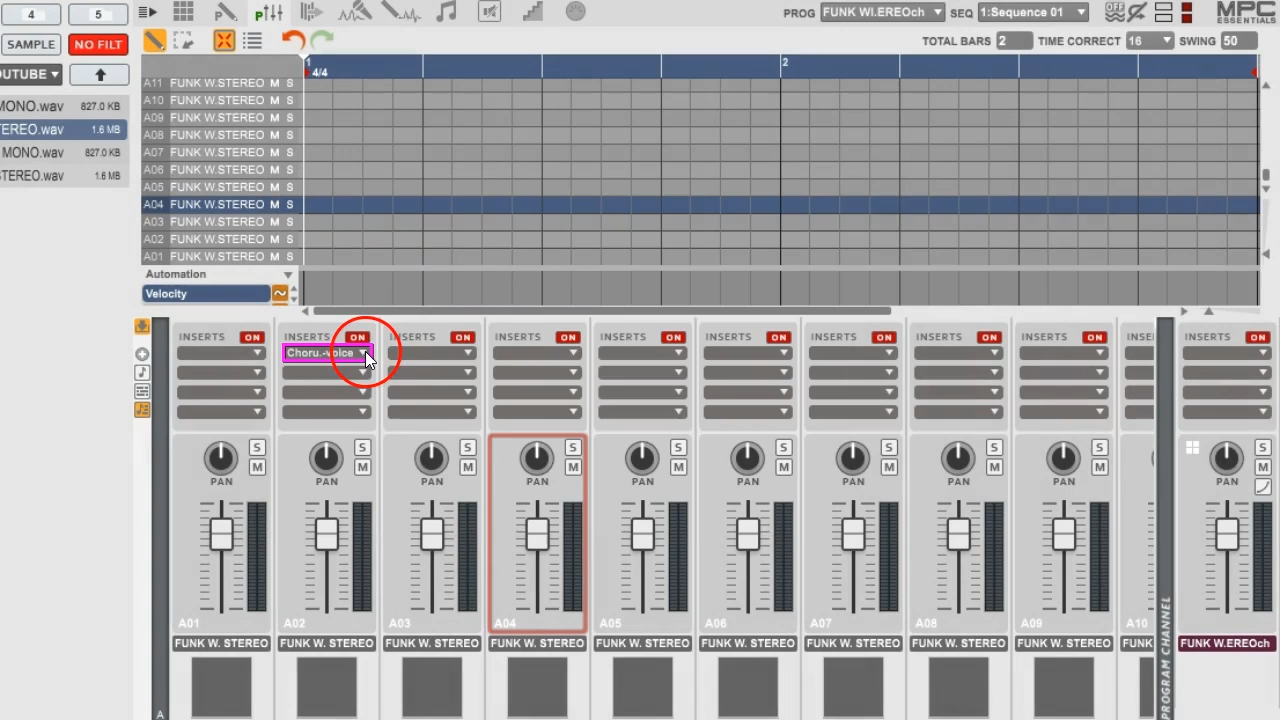 4 5
PROG FUNK WI.EREOch SEQ 1:Sequence 01
MPC
ESSENTIALS
SAMPLE NO FILT
TOTAL BARS 2 TIME CORRECT 16 SWING 50
OUTUBE
1 2
4/4
MONO.wav 827.0 KB
TEREO.wav 1.6 MB
MONO.wav 827.0 KB
STEREO.wav 1.6 MB
A11 FUNK W.STEREO M S
A10 FUNK W.STEREO M S
A09 FUNK W.STEREO M S
A08 FUNK W.STEREO M S
A07 FUNK W.STEREO M S
A06 FUNK W.STEREO M S
A05 FUNK W.STEREO M S
A04 FUNK W.STEREO M S
A03 FUNK W.STEREO M S
A02 FUNK W.STEREO M S
A01 FUNK W.STEREO M S
Automation
Velocity
INSERTS ON INSERTS ON INSERTS ON INSERTS ON INSERTS ON INSERTS ON INSERTS ON INSERTS ON INSERTS ON INSE INSERTS ON
Choru.-voice
S S S S S S S S S S
M M M M M M M M M M
PAN PAN PAN PAN PAN PAN PAN PAN PAN PAN
A01 A02 A03 A04 A05 A06 A07 A08 A09 A10
FUNK W. STEREO FUNK W. STEREO FUNK W. STEREO FUNK W. STEREO FUNK W. STEREO FUNK W. STEREO FUNK W. STEREO FUNK W. STEREO FUNK W. STEREO FUNK FUNK W.EREOch
PROGRAM CHANNEL
A